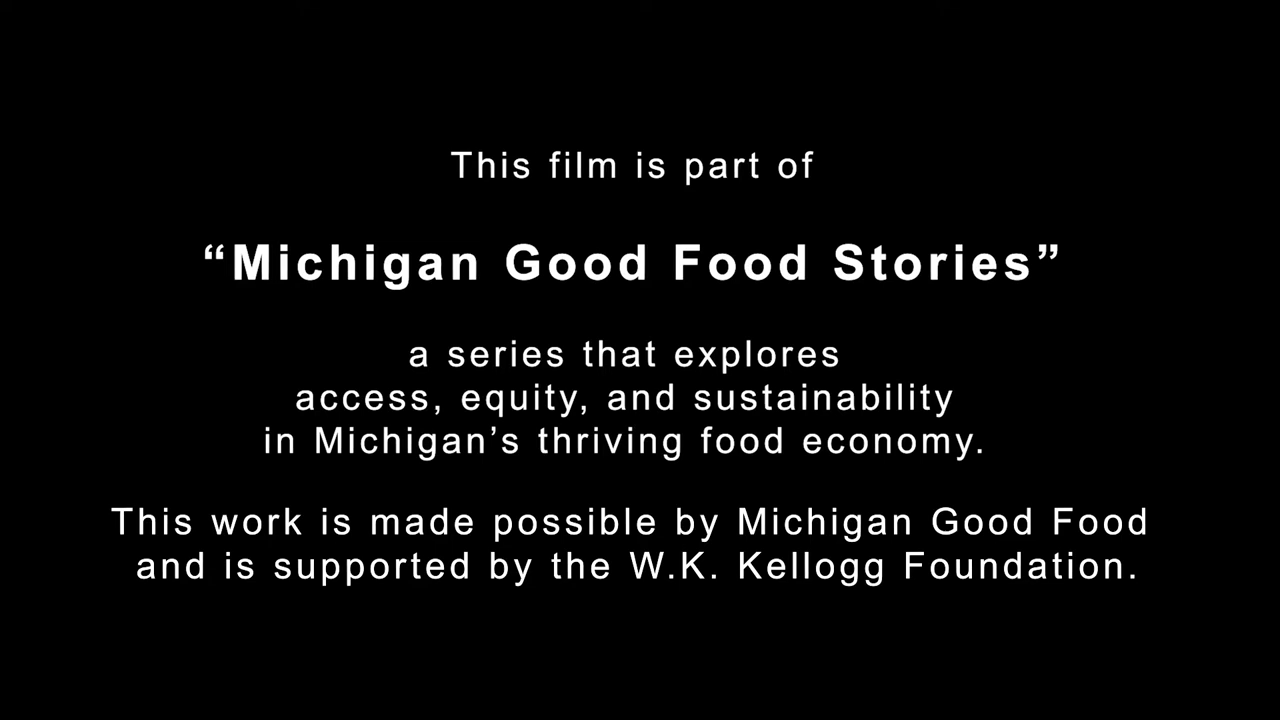 This film is part of
“Michigan Good Food Stories”
a series that explores
access, equity, and sustainability
in Michigan’s thriving food economy.
This work is made possible by Michigan Good Food
and is supported by the W.K. Kellogg Foundation.